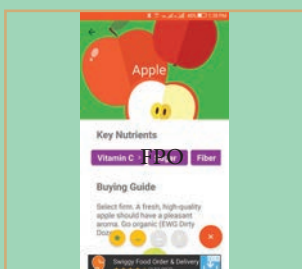 Apple
Key Nutrients
Vitamin C
FPO
Fiber
Buying Guide
Select firm. A fresh, high-quality
apple should have a pleasant
aroma. Go organic (EWG Dirty
Swiggy Food Order & Delivery